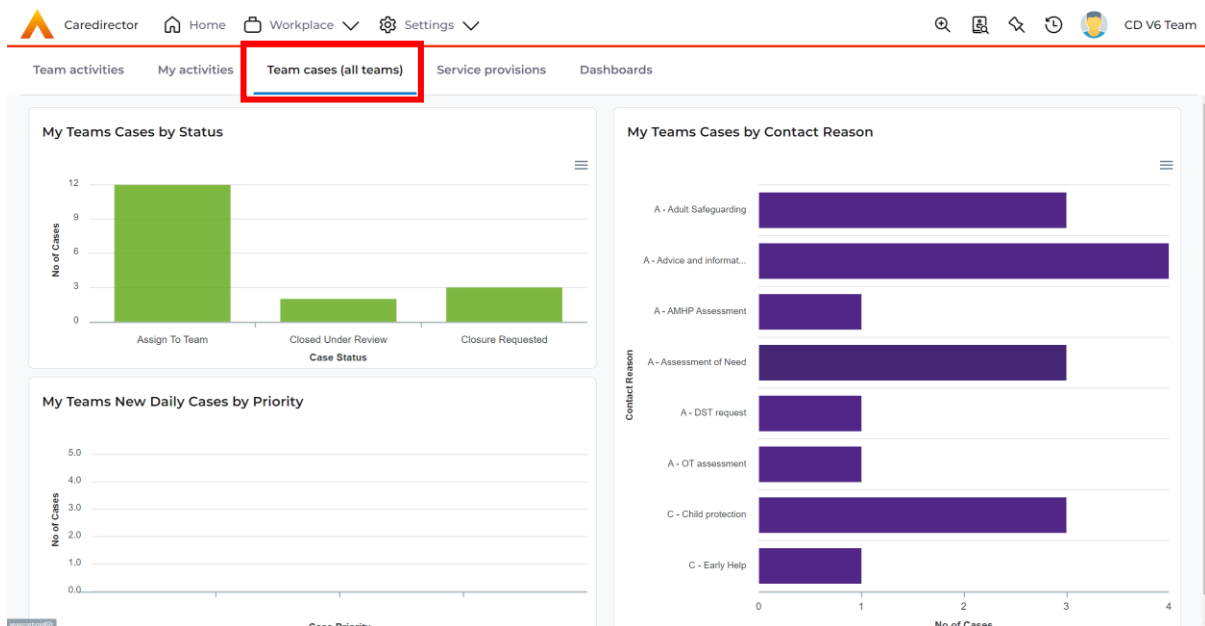 Caredirector Home Workplace Settings CD V6 Team
Team activities My activities Team cases (all teams) Service provisions Dashboards
My Teams Cases by Status
12
9
6
3
0
No of Cases
Assign To Team Closed Under Review Closure Requested
Case Status
My Teams New Daily Cases by Priority
5.0
4.0
3.0
2.0
1.0
0.0
No of Cases
Case Priority
My Teams Cases by Contact Reason
Contact Reason
A - Adult Safeguarding
A - Advice and informat...
A - AMHP Assessment
A - Assessment of Need
A - DST request
A - OT assessment
C - Child protection
C - Early Help
0 1 2 3 4
No of Cases